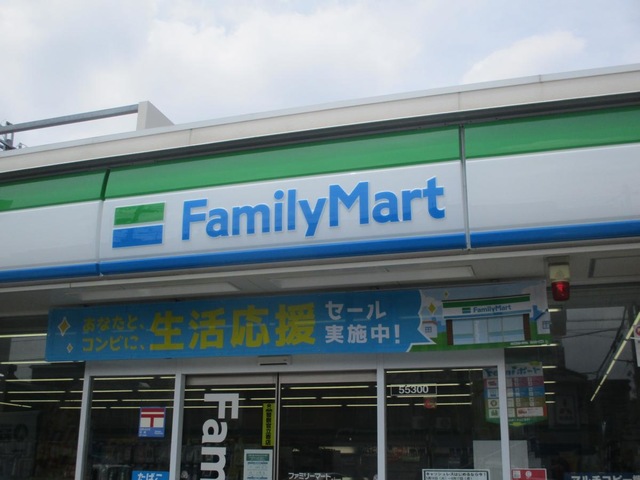 FamilyMart
あなたと、
コンビに、
生活応援
セール
実施中!
FamilyMart
55300
Fam
ファミリーマート
たばこ